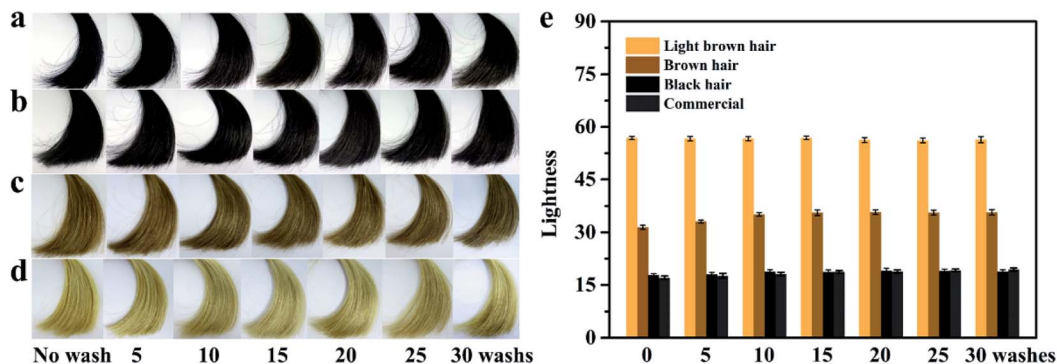 a
b
c
d
No wash 5 10 15 20 25 30 washs
e
90
75
60
45
30
15
0
Lightness
Light brown hair
Brown hair
Black hair
Commercial
0 5 10 15 20 25 30 washes